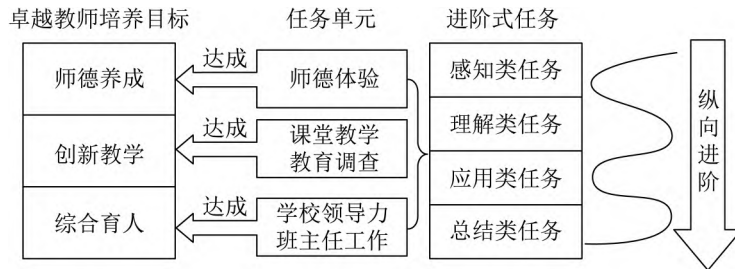 卓越教师培养目标
任务单元
进阶式任务
师德养成
达成
师德体验
感知类任务
理解类任务
创新教学
达成
课堂教学
教育调查
应用类任务
综合育人
达成
学校领导力
班主任工作
总结类任务
纵向进阶